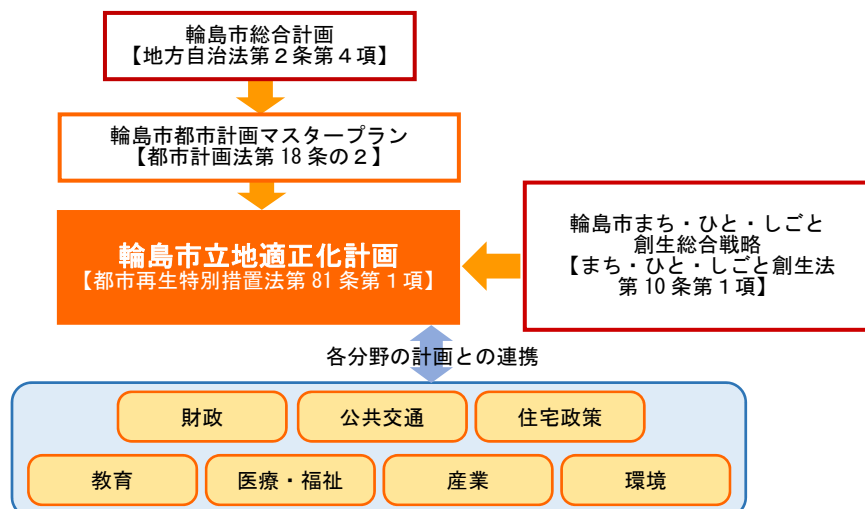 輪島市総合計画
【地方自治法第２条第４項】
輪島市都市計画マスタープラン
【都市計画法第 18 条の２】
輪島市立地適正化計画
【都市再生特別措置法第 81 条第１項】
輪島市まち・ひと・しごと
創生総合戦略
【まち・ひと・しごと創生法
第 10 条第１項】
各分野の計画との連携
財政
公共交通
住宅政策
教育
医療・福祉
産業
環境